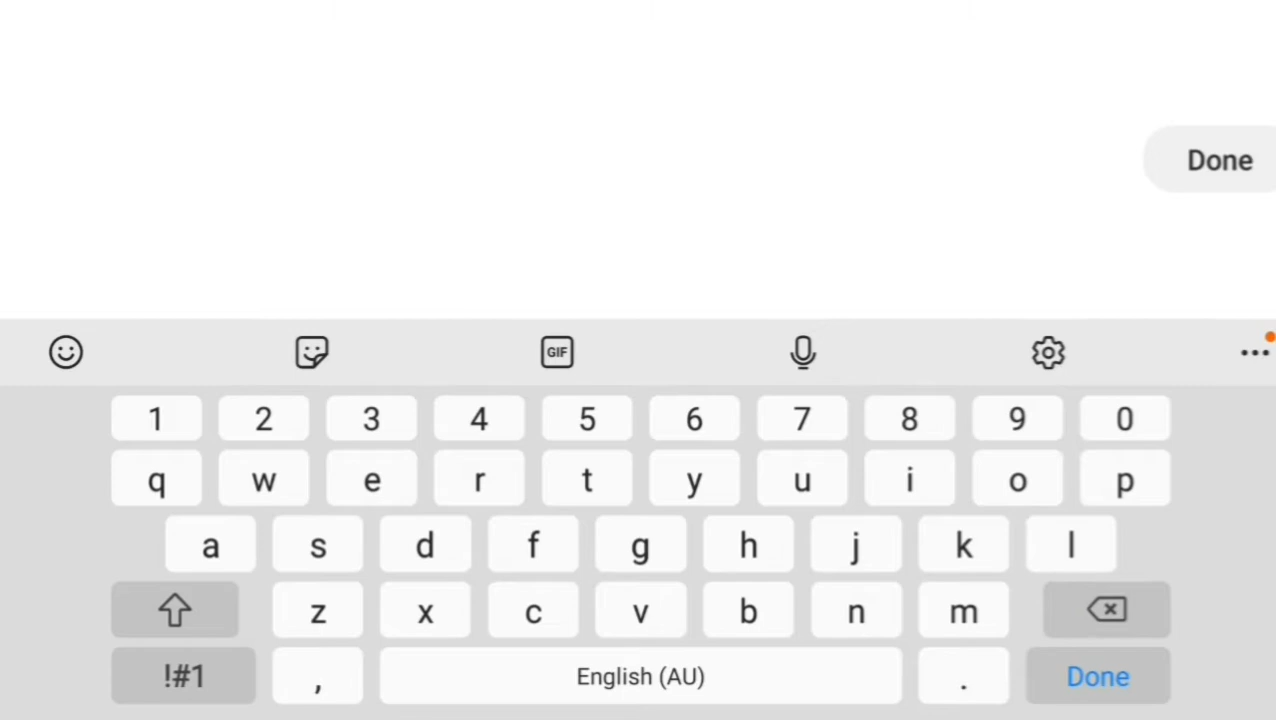 Done
GIF
1 2 3 4 5 6 7 8 9 0
q w e r t y u i o p
a s d f g h j k l
z x c v b n m
!#1 , English (AU) . Done